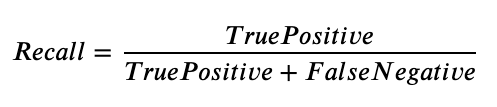 Recall = TruePositive / TruePositive + FalseNegative